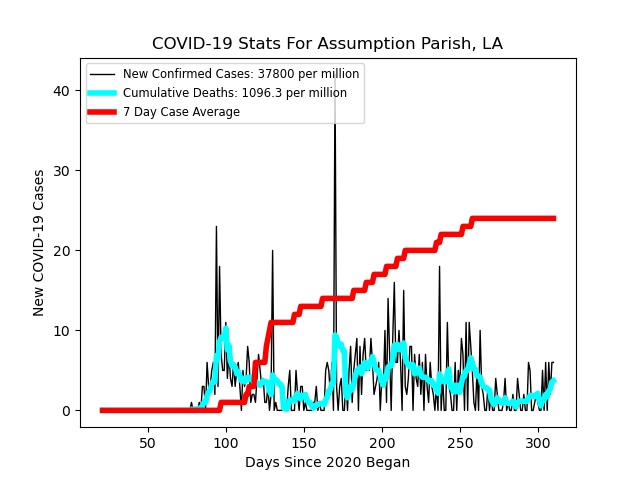 COVID-19 Stats For Assumption Parish, LA
New Confirmed Cases: 37800 per million
Cumulative Deaths: 1096.3 per million
7 Day Case Average
New COVID-19 Cases
40
30
20
10
0
50 100 150 200 250 300
Days Since 2020 Began